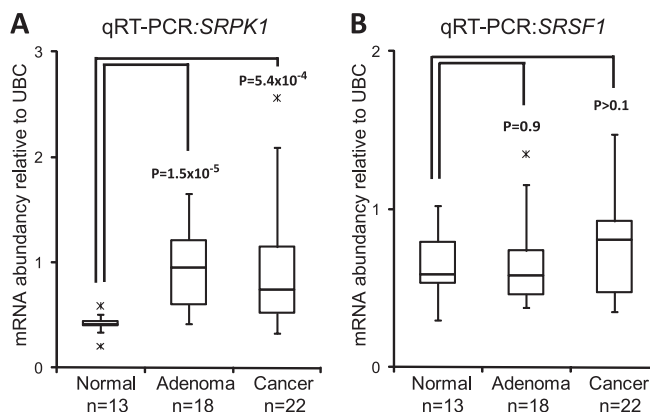 A
qRT-PCR:SRPK1
mRNA abundancy relative to UBC
3
2
1
0
P=1.5x10-5
P=5.4x10-4
Normal
n=13
Adenoma
n=18
Cancer
n=22
B
qRT-PCR:SRSF1
mRNA abundancy relative to UBC
2
1
0
P=0.9
P>0.1
Normal
n=13
Adenoma
n=18
Cancer
n=22